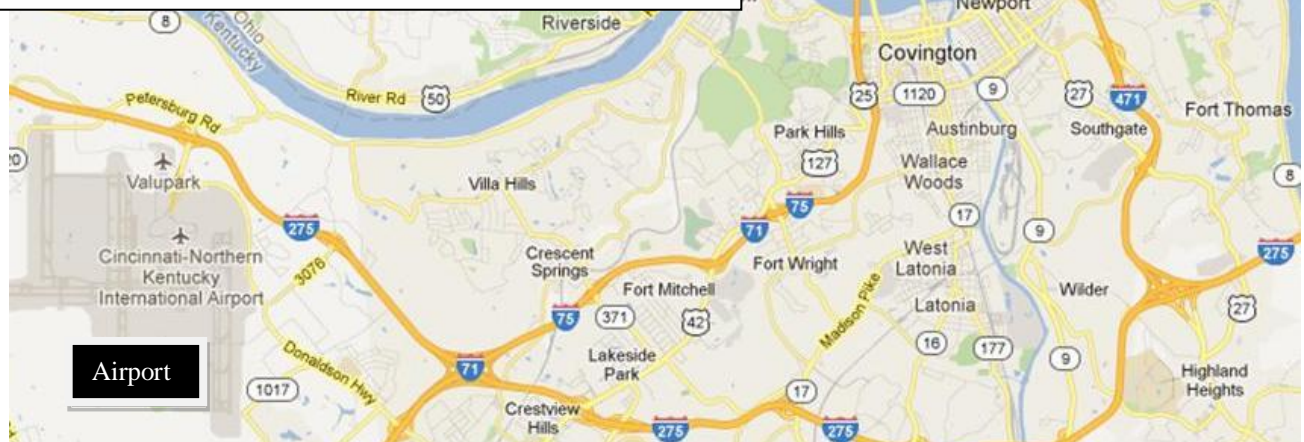 Newport
Riverside
8
Ohio
Kentucky
Covington
River Rd
50
25
1120
9
27
471
Fort Thomas
Petersburg Rd
Park Hills
Austinburg
Southgate
127
Wallace
Woods
20
Valupark
Villa Hills
8
75
17
275
71
9
Cincinnati-Northern
Kentucky
International Airport
3076
Crescent
Springs
Fort Wright
West
Latonia
275
Fort Mitchell
Madison Pike
Wilder
Latonia
75
371
42
27
Airport
Donaldson Hwy
Lakeside
Park
16
177
9
71
Highland
Heights
1017
17
Crestview
Hills
275
275